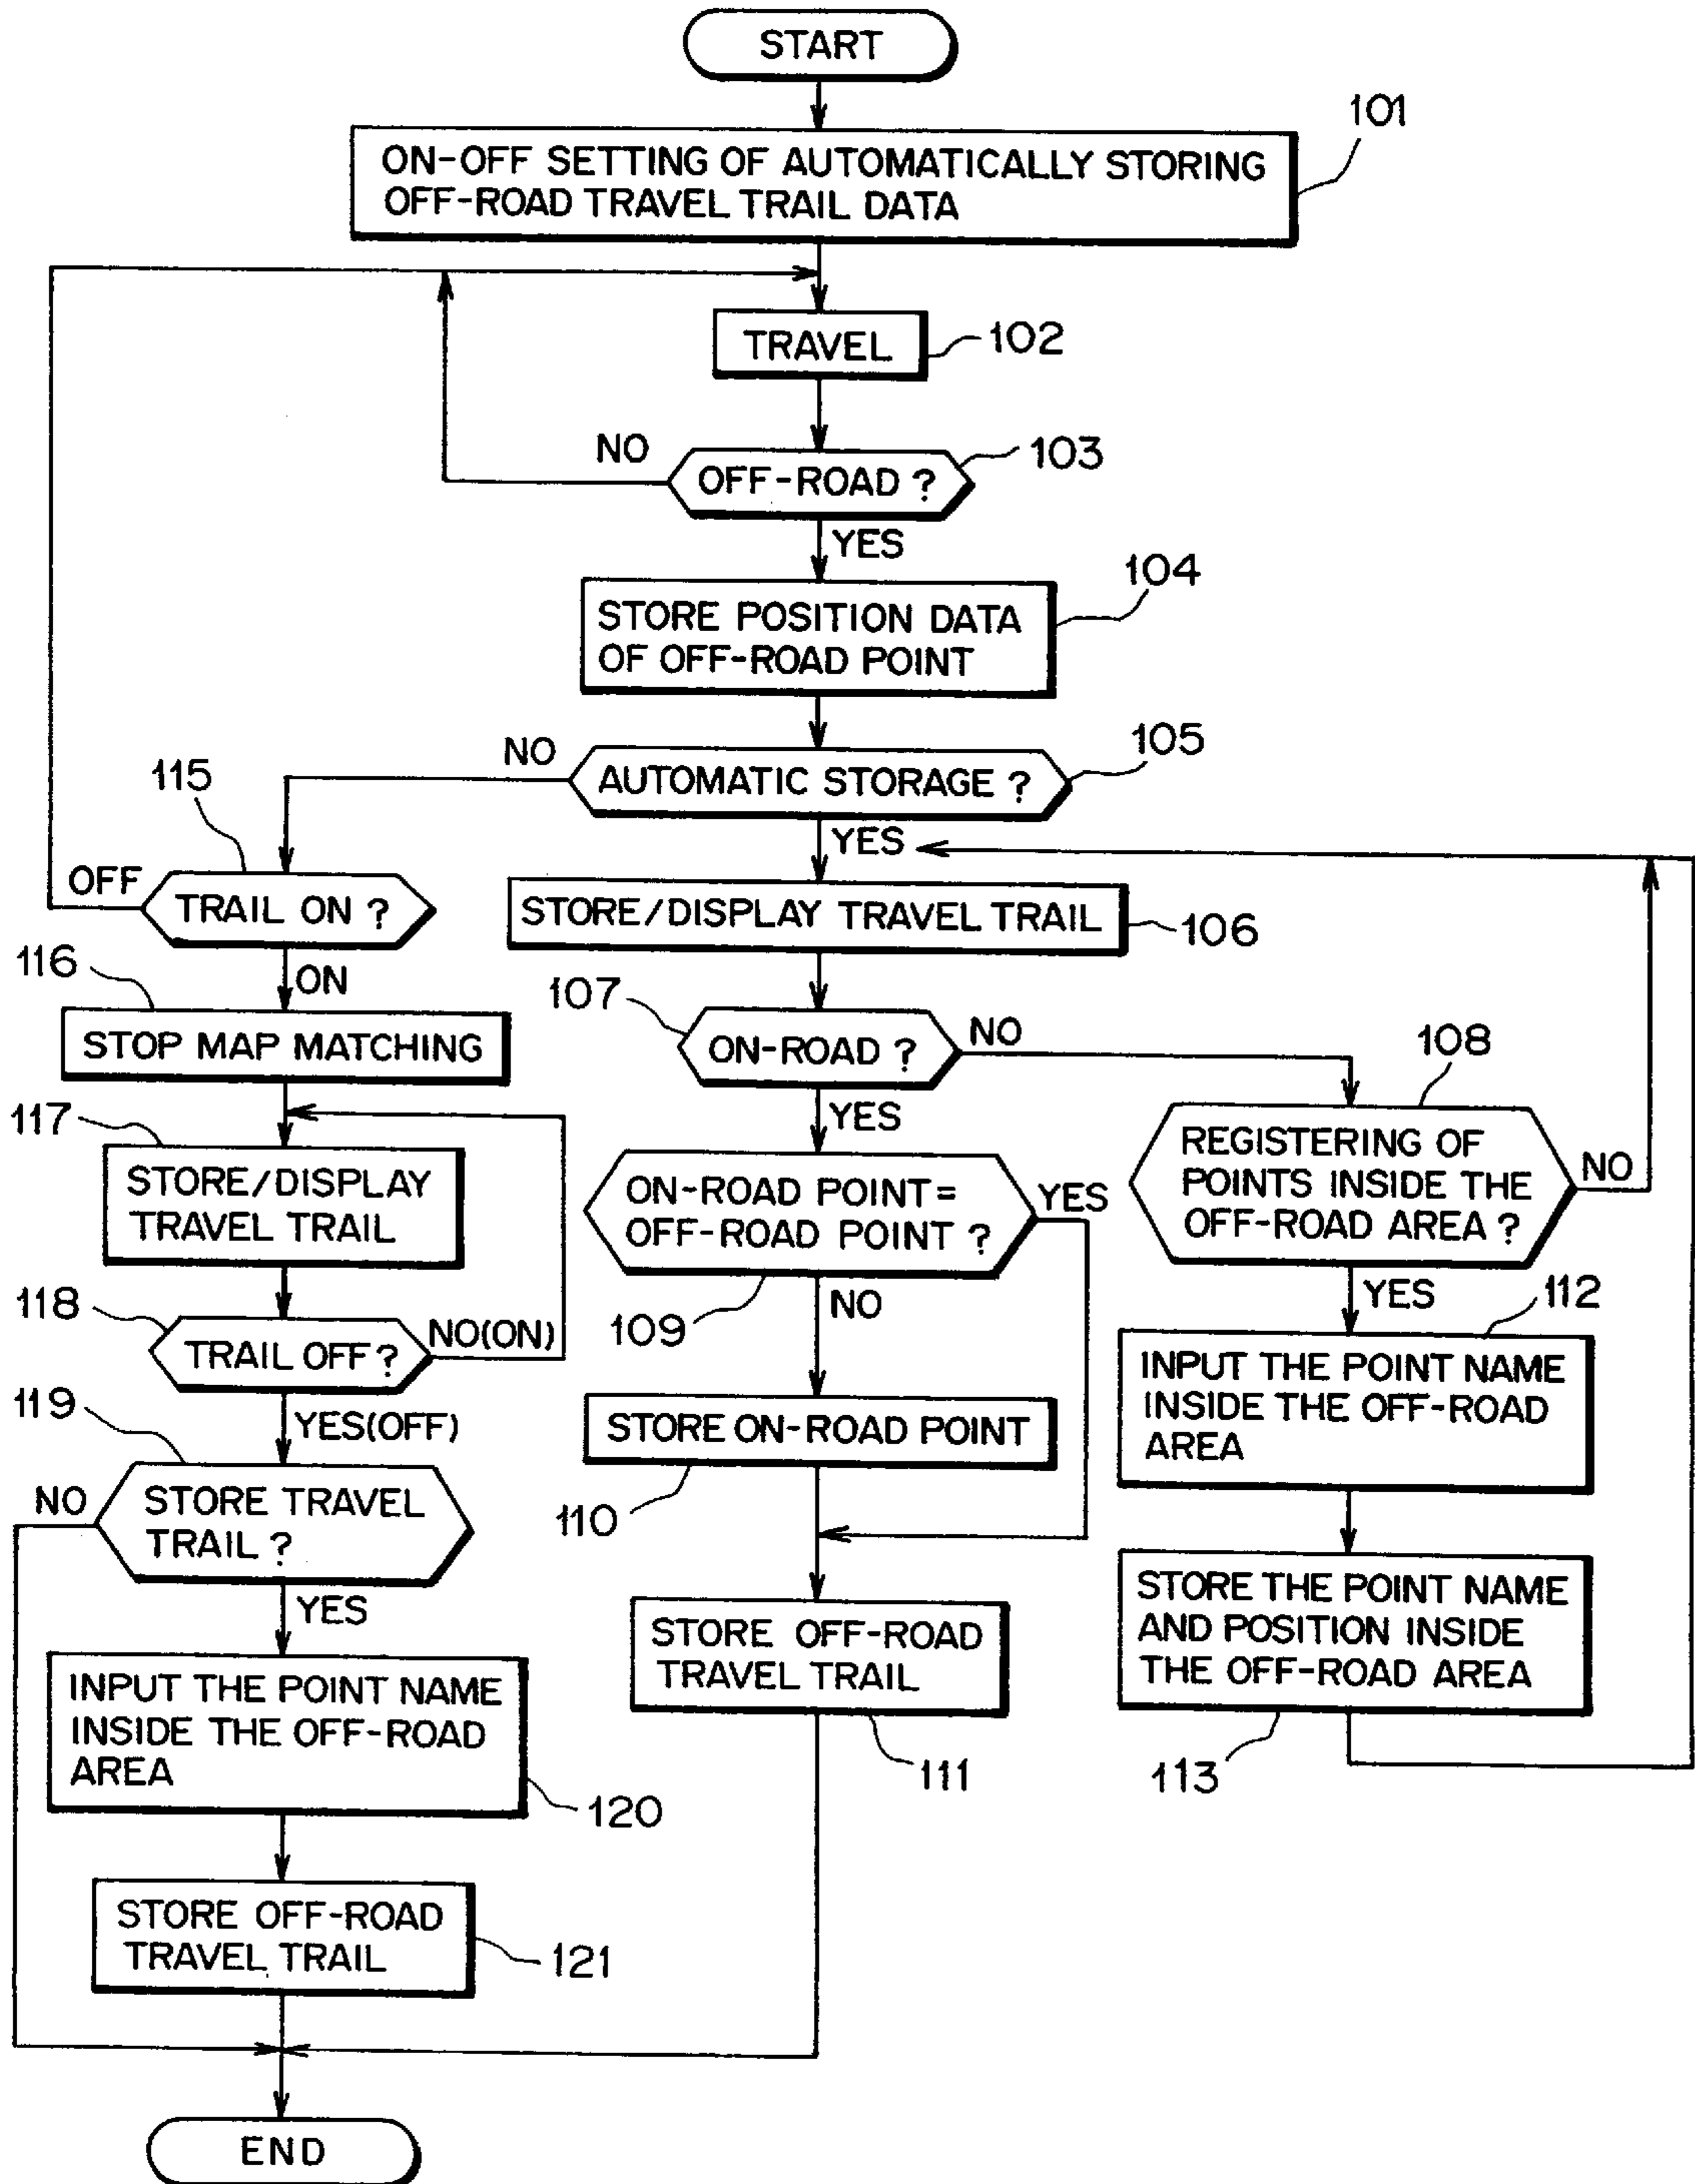 START
101
ON-OFF SETTING OF AUTOMATICALLY STORING
OFF-ROAD TRAVEL TRAIL DATA
TRAVEL
102
NO
OFF-ROAD ?
103
YES
104
STORE POSITION DATA
OF OFF-ROAD POINT
NO
105
AUTOMATIC STORAGE ?
115
YES
OFF
TRAIL ON ?
STORE/DISPLAY TRAVEL TRAIL
106
116
ON
107
STOP MAP MATCHING
ON-ROAD ?
NO
108
117
YES
STORE/DISPLAY
TRAVEL TRAIL
ON-ROAD POINT =
OFF-ROAD POINT ?
YES
REGISTERING OF
POINTS INSIDE THE
OFF-ROAD AREA ?
NO
118
TRAIL OFF ?
NO(ON)
109
NO
YES
112
119
YES(OFF)
STORE ON-ROAD POINT
INPUT THE POINT NAME
INSIDE THE OFF-ROAD
AREA
NO
STORE TRAVEL
TRAIL ?
110
YES
STORE OFF-ROAD
TRAVEL TRAIL
STORE THE POINT NAME
AND POSITION INSIDE
THE OFF-ROAD AREA
INPUT THE POINT NAME
INSIDE THE OFF-ROAD
AREA
111
113
120
STORE OFF-ROAD
TRAVEL TRAIL
121
END